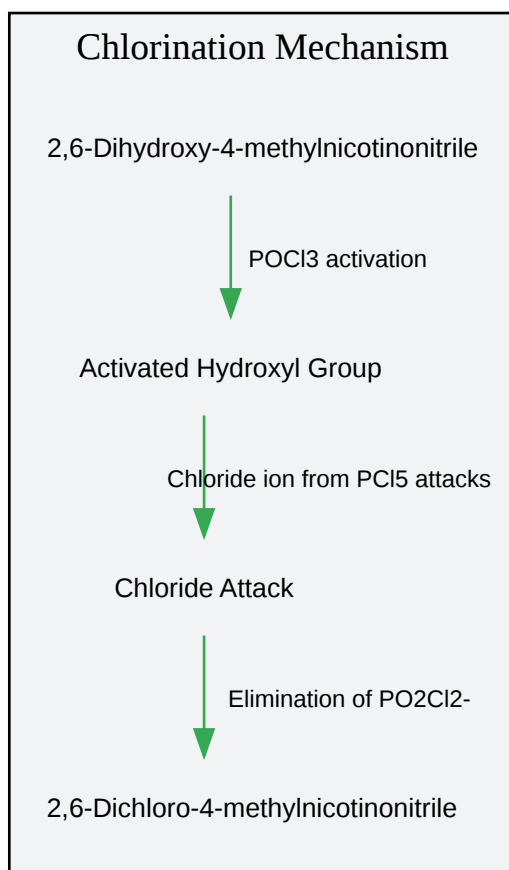 Chlorination Mechanism
2,6-Dihydroxy-4-methylnicotinonitrile
POCl3 activation
Activated Hydroxyl Group
Chloride ion from PCl5 attacks
Chloride Attack
Elimination of PO2Cl2-
2,6-Dichloro-4-methylnicotinonitrile